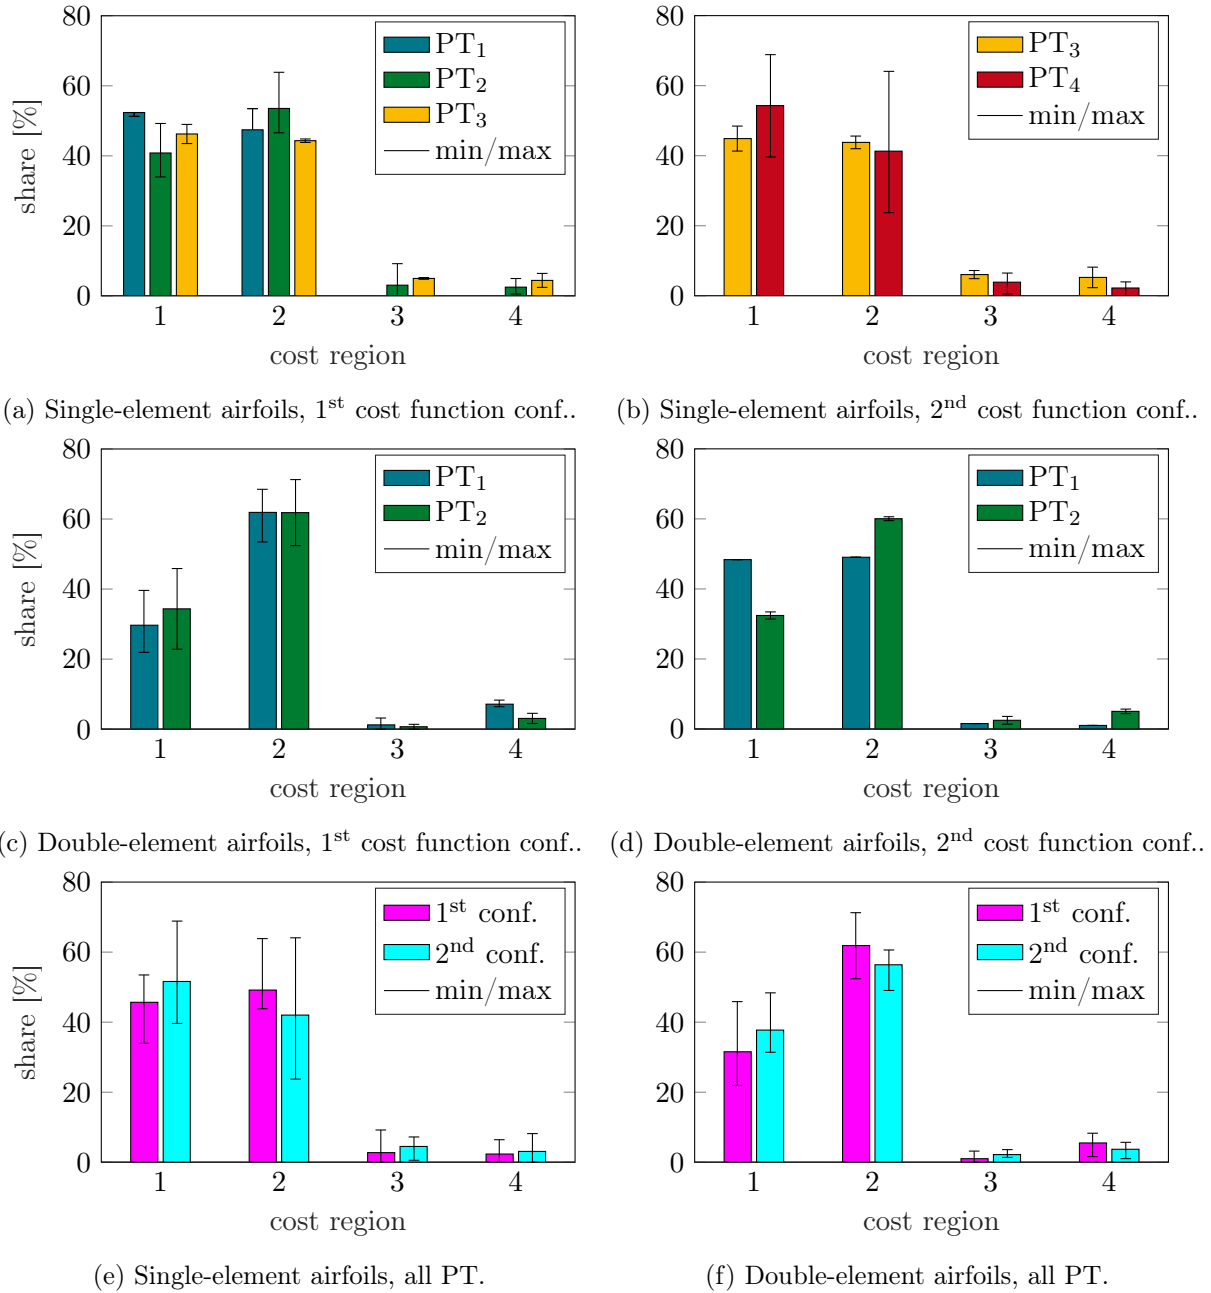 80
60
40
20
0
share [%]
PT1
PT2
PT3
min/max
1 2 3 4
cost region
(a) Single-element airfoils, 1st cost function conf..
80
60
40
20
0
PT3
PT4
min/max
1 2 3 4
cost region
(b) Single-element airfoils, 2nd cost function conf..
80
60
40
20
0
share [%]
PT1
PT2
min/max
1 2 3 4
cost region
c) Double-element airfoils, 1st cost function conf..
80
60
40
20
0
PT1
PT2
min/max
1 2 3 4
cost region
(d) Double-element airfoils, 2nd cost function conf..
80
60
40
20
0
share [%]
1st conf.
2nd conf.
min/max
1 2 3 4
cost region
(e) Single-element airfoils, all PT.
80
60
40
20
0
1st conf.
2nd conf.
min/max
1 2 3 4
cost region
(f) Double-element airfoils, all PT.